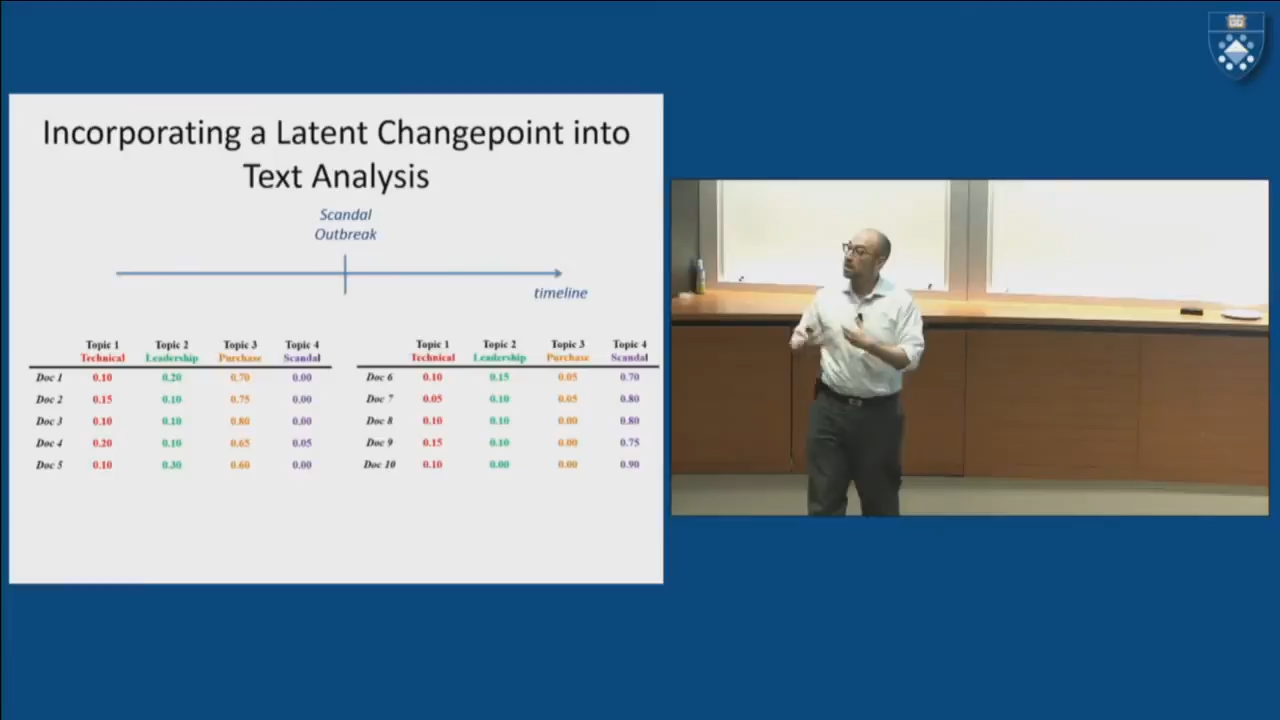 Incorporating a Latent Changepoint into
Text Analysis
Scandal
Outbreak
timeline
Topic 1 Topic 2 Topic 3 Topic 4
Technical Leadership Purchase Scandal
Doc 1 0.10 0.20 0.70 0.00
Doc 2 0.15 0.10 0.75 0.00
Doc 3 0.10 0.10 0.80 0.00
Doc 4 0.20 0.10 0.65 0.05
Doc 5 0.10 0.30 0.60 0.00
Topic 1 Topic 2 Topic 3 Topic 4
Technical Leadership Purchase Scandal
Doc 6 0.10 0.15 0.05 0.70
Doc 7 0.05 0.10 0.05 0.80
Doc 8 0.10 0.10 0.00 0.80
Doc 9 0.15 0.10 0.00 0.75
Doc 10 0.10 0.00 0.00 0.90